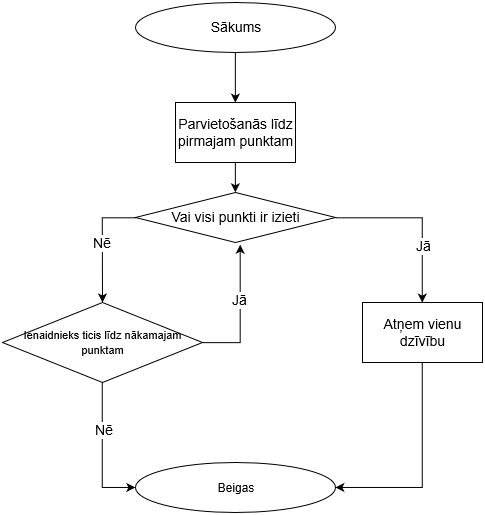 Sākums
Parvietošanās līdz
pirmajam punktam
Vai visi punkti ir izieti
Nē
Jā
Ienaidnieks ticis līdz nākamajam
punktam
Jā
Atņem vienu
dzīvību
Nē
Beigas